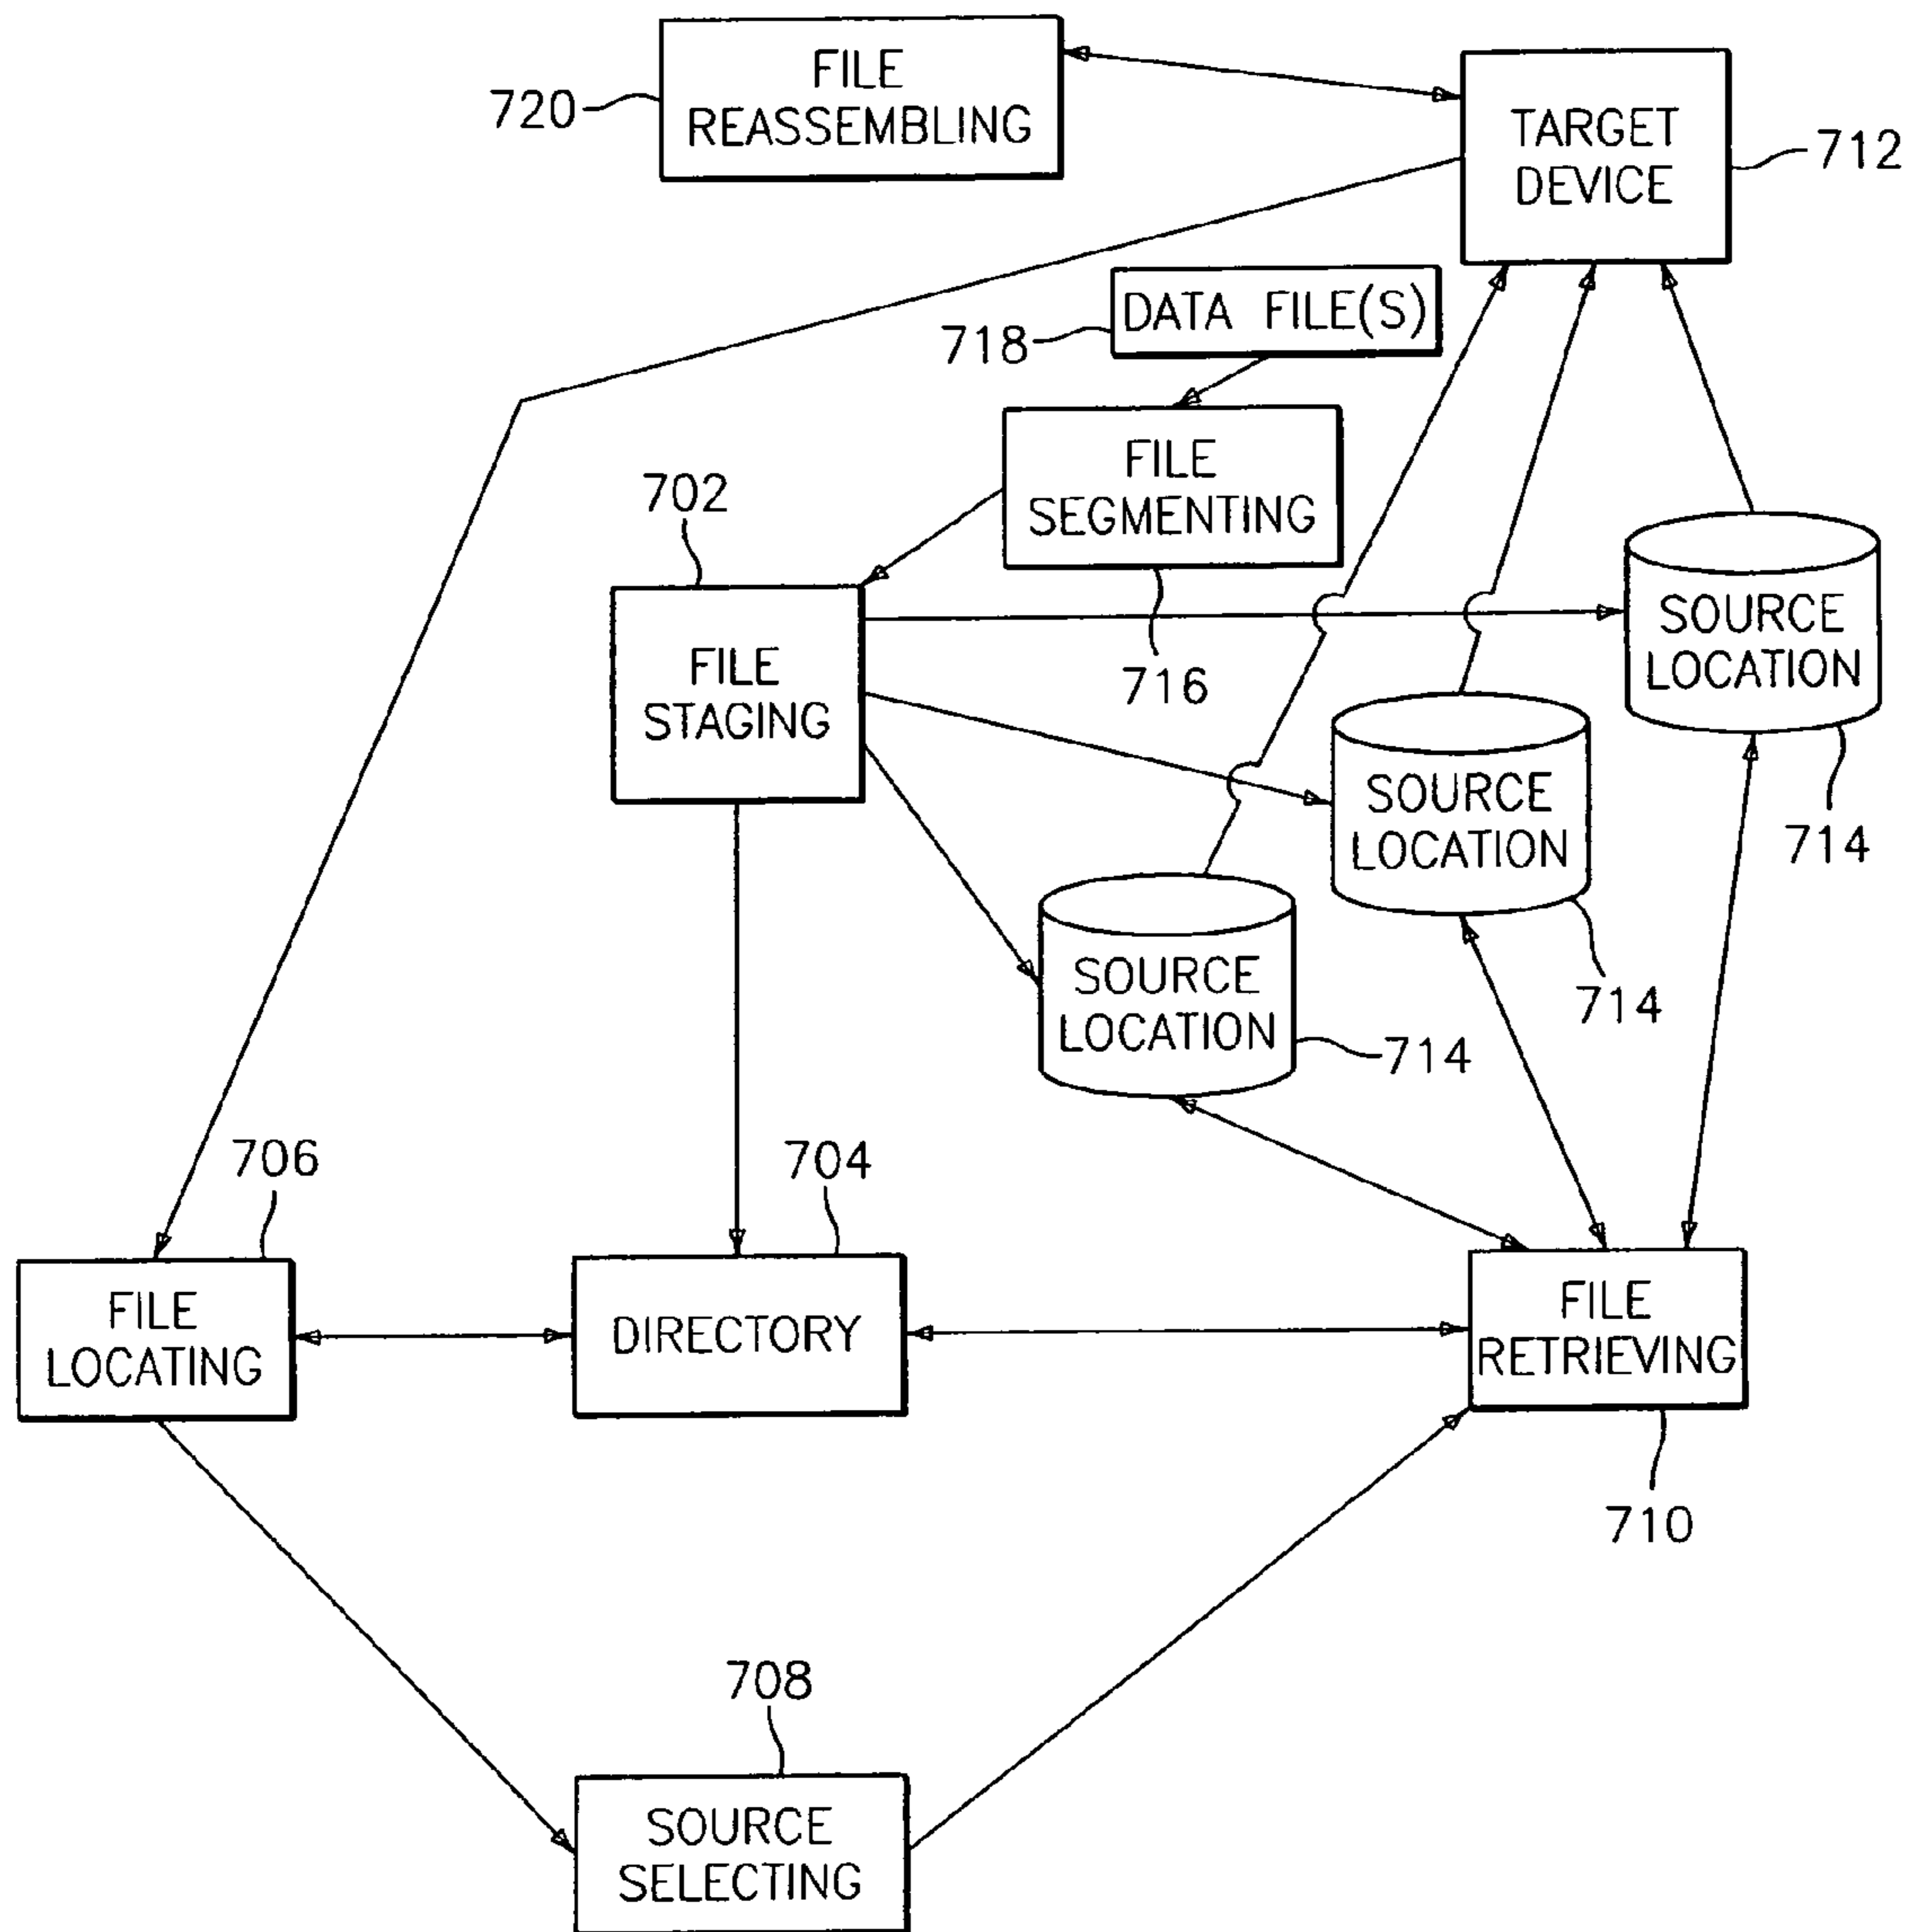 FILE
REASSEMBLING
720
TARGET
DEVICE
712
DATA FILE(S)
718
FILE
SEGMENTING
716
702
FILE
STAGING
SOURCE
LOCATION
714
SOURCE
LOCATION
714
SOURCE
LOCATION
714
706
FILE
LOCATING
704
DIRECTORY
FILE
RETRIEVING
710
708
SOURCE
SELECTING